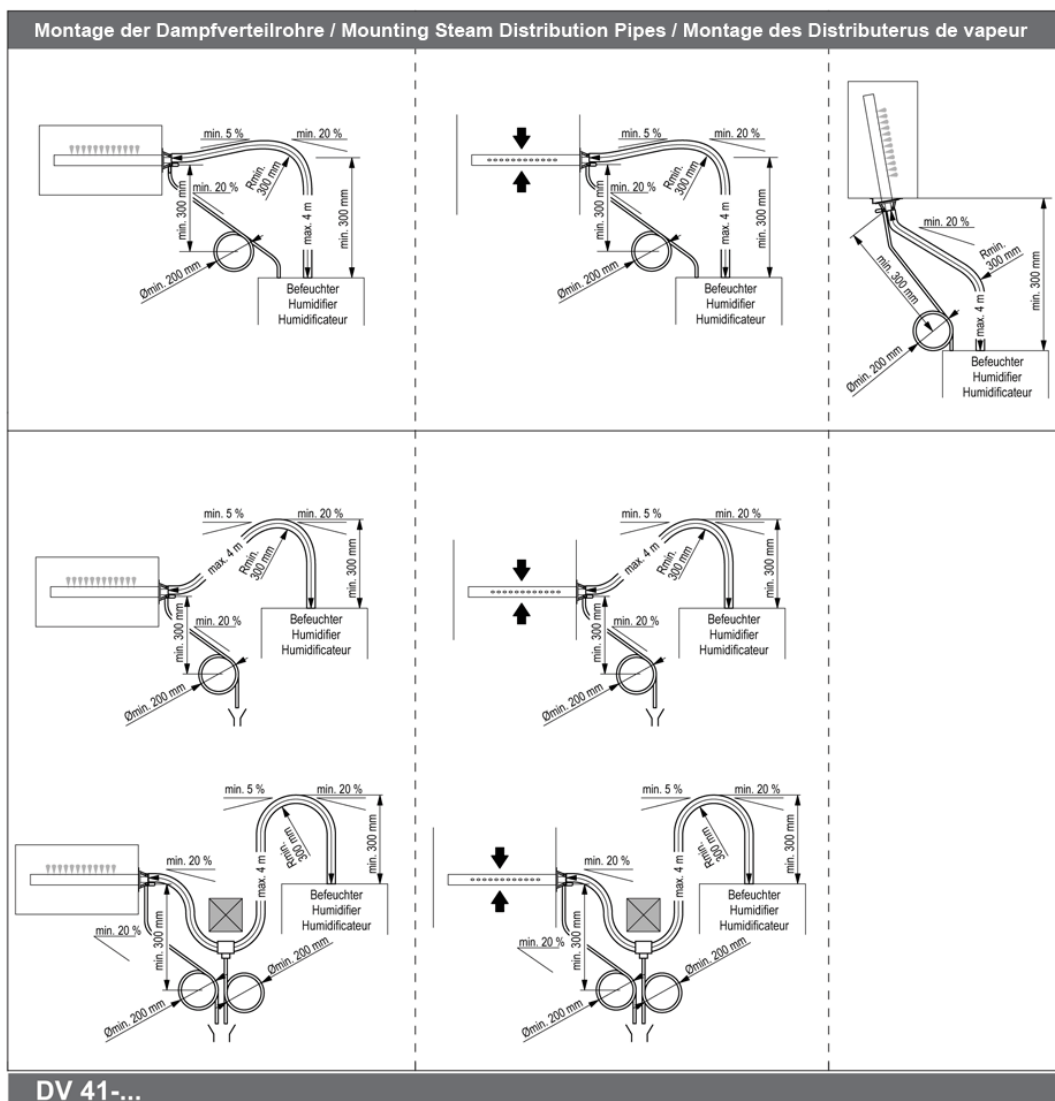 Montage der Dampfverteilrohre / Mounting Steam Distribution Pipes / Montage des Distributerus de vapeur
min. 5 %
min. 20 %
Rmin.
300 mm
min. 20 %
min. 300 mm
max. 4 m
min. 300 mm
Ømin. 200 mm
Befeuchter
Humidifier
Humidificateur
min. 5 %
min. 20 %
Rmin.
300 mm
min. 20 %
min. 300 mm
max. 4 m
min. 300 mm
Ømin. 200 mm
Befeuchter
Humidifier
Humidificateur
min. 20 %
Rmin.
300 mm
min. 300 mm
max. 4 m
min. 300 mm
Ømin. 200 mm
Befeuchter
Humidifier
Humidificateur
min. 5 %
min. 20 %
max. 4 m
Rmin.
300 mm
min. 300 mm
min. 20 %
min. 300 mm
Ømin. 200 mm
Befeuchter
Humidifier
Humidificateur
min. 5 %
min. 20 %
max. 4 m
Rmin.
300 mm
min. 300 mm
min. 20 %
min. 300 mm
Ømin. 200 mm
Befeuchter
Humidifier
Humidificateur
min. 5 %
min. 20 %
Rmin.
300 mm
min. 300 mm
min. 20 %
max. 4 m
min. 20 %
min. 300 mm
Ømin. 200 mm
Ømin. 200 mm
Befeuchter
Humidifier
Humidificateur
min. 5 %
min. 20 %
Rmin.
300 mm
min. 300 mm
min. 20 %
max. 4 m
min. 20 %
min. 300 mm
Ømin. 200 mm
Ømin. 200 mm
Befeuchter
Humidifier
Humidificateur
DV 41-...